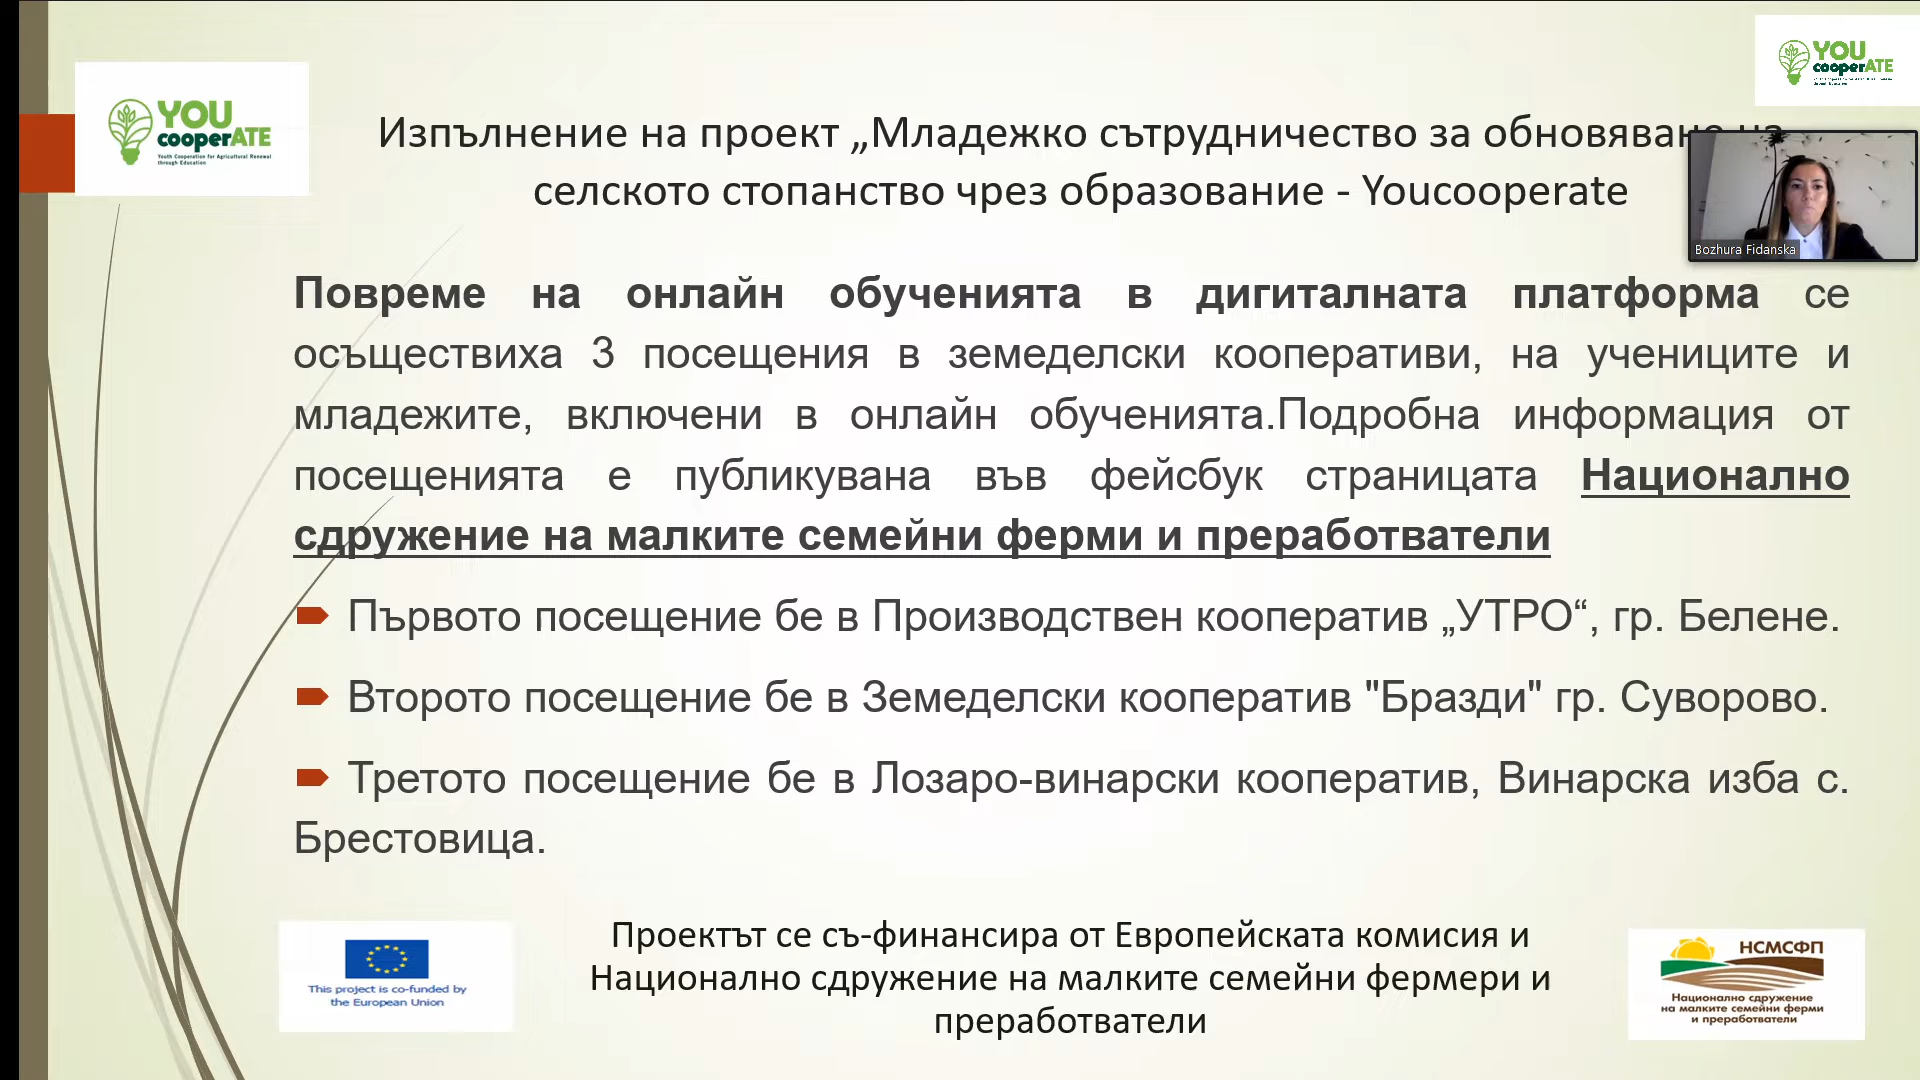 YOU
cooperATE
Youth Cooperation for Agricultural Renewal
through Education
YOU
cooperATE
Изпълнение на проект „Младежко сътрудничество за обновяване на
селското стопанство чрез образование - Youcooperate
Bozhura Fidanska
Повреме на онлайн обученията в дигиталната платформа се
осъществиха 3 посещения в земеделски кооперативи, на учениците и
младежите, включени в онлайн обученията.Подробна информация от
посещенията е публикувана във фейсбук страницата Национално
сдружение на малките семейни ферми и преработватели
Първото посещение бе в Производствен кооператив „УТРО“, гр. Белене.
Второто посещение бе в Земеделски кооператив "Бразди" гр. Суворово.
Третото посещение бе в Лозаро-винарски кооператив, Винарска изба с.
Брестовица.
This project is co-funded by
the European Union
Проектът се съ-финансира от Европейската комисия и
Национално сдружение на малките семейни фермери и
преработватели
НСМСФП
Национално сдружение
на малките семейни ферми
и преработватели